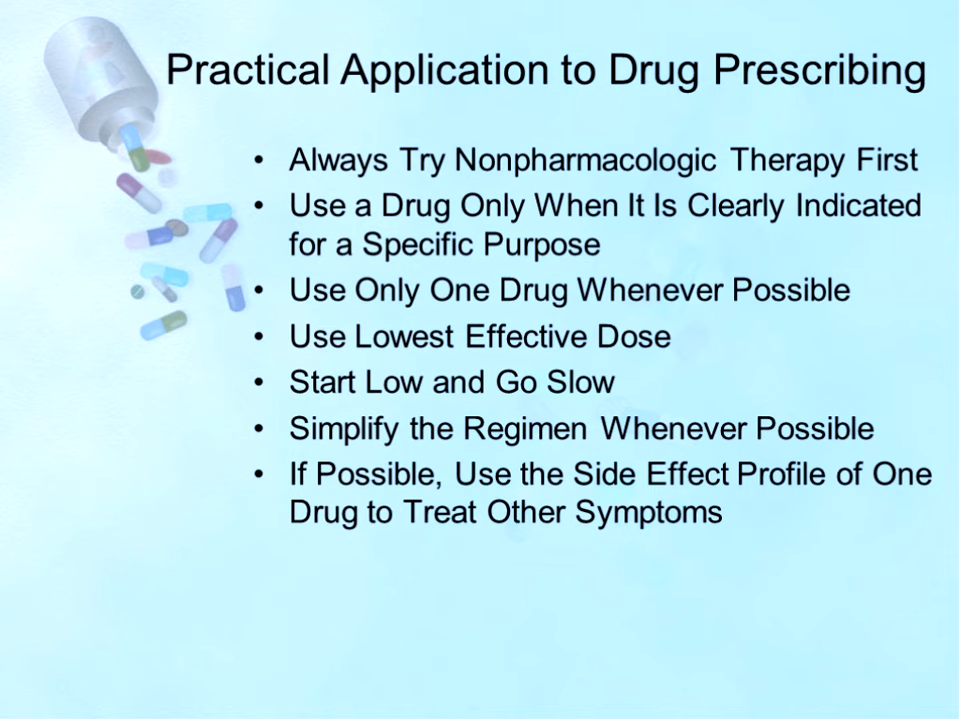 Practical Application to Drug Prescribing
• Always Try Nonpharmacologic Therapy First
• Use a Drug Only When It Is Clearly Indicated
for a Specific Purpose
• Use Only One Drug Whenever Possible
• Use Lowest Effective Dose
• Start Low and Go Slow
• Simplify the Regimen Whenever Possible
• If Possible, Use the Side Effect Profile of One
Drug to Treat Other Symptoms